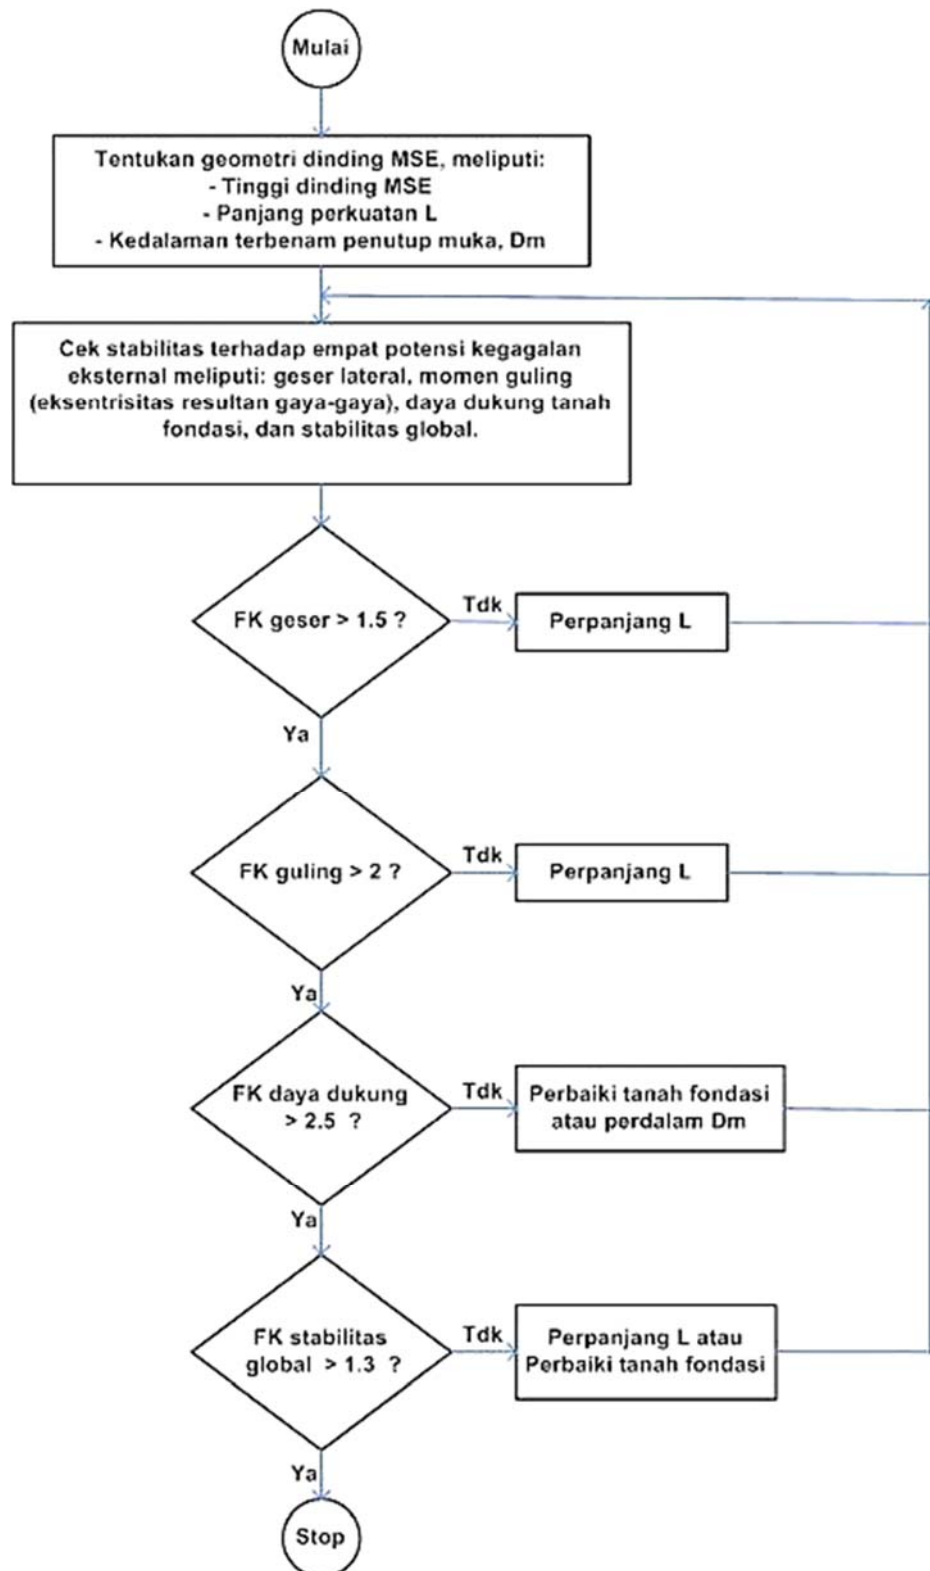 Mulai
Tentukan geometri dinding MSE, meliputi:
- Tinggi dinding MSE
- Panjang perkuatan L
- Kedalaman terbenam penutup muka, Dm
Cek stabilitas terhadap empat potensi kegagalan
eksternal meliputi: geser lateral, momen guling
(eksentrisitas resultan gaya-gaya), daya dukung tanah
fondasi, dan stabilitas global.
FK geser > 1.5 ?
Tdk
Perpanjang L
Ya
FK guling > 2 ?
Tdk
Perpanjang L
Ya
FK daya dukung
> 2.5 ?
Tdk
Perbaiki tanah fondasi
atau perdalam Dm
Ya
FK stabilitas
global > 1.3 ?
Tdk
Perpanjang L atau
Perbaiki tanah fondasi
Ya
Stop